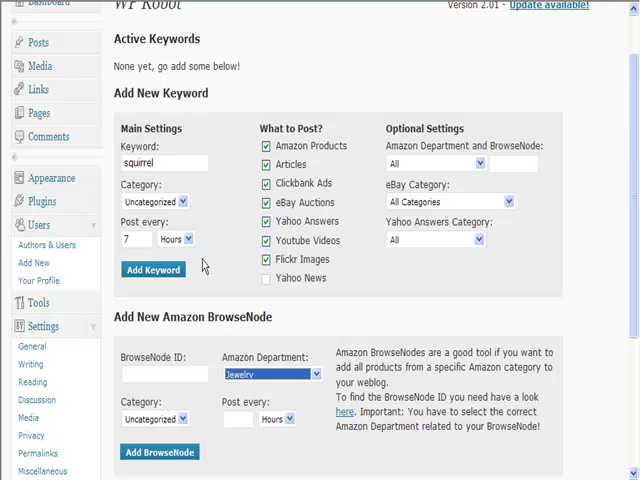 Dashboard
WP Robot
Version 2.01 - Update available!
Posts
Media
Links
Pages
Comments
Appearance
Plugins
Users
Authors & Users
Add New
Your Profile
Tools
Settings
General
Writing
Reading
Discussion
Media
Privacy
Permalinks
Miscellaneous
Active Keywords
None yet, go add some below!
Add New Keyword
Main Settings
Keyword:
squirrel
Category:
Uncategorized
Post every:
7 Hours
Add Keyword
What to Post?
Amazon Products
Articles
Clickbank Ads
eBay Auctions
Yahoo Answers
Youtube Videos
Flickr Images
Yahoo News
Optional Settings
Amazon Department and BrowseNode:
All
eBay Category:
All Categories
Yahoo Answers Category:
All
Add New Amazon BrowseNode
BrowseNode ID:
Amazon Department:
Jewelry
Category:
Uncategorized
Post every:
Hours
Add BrowseNode
Amazon BrowseNodes are a good tool if you want to
add all products from a specific Amazon category to
your weblog.
To find the BrowseNode ID you need have a look
here. Important: You have to select the correct
Amazon Department related to your BrowseNode!